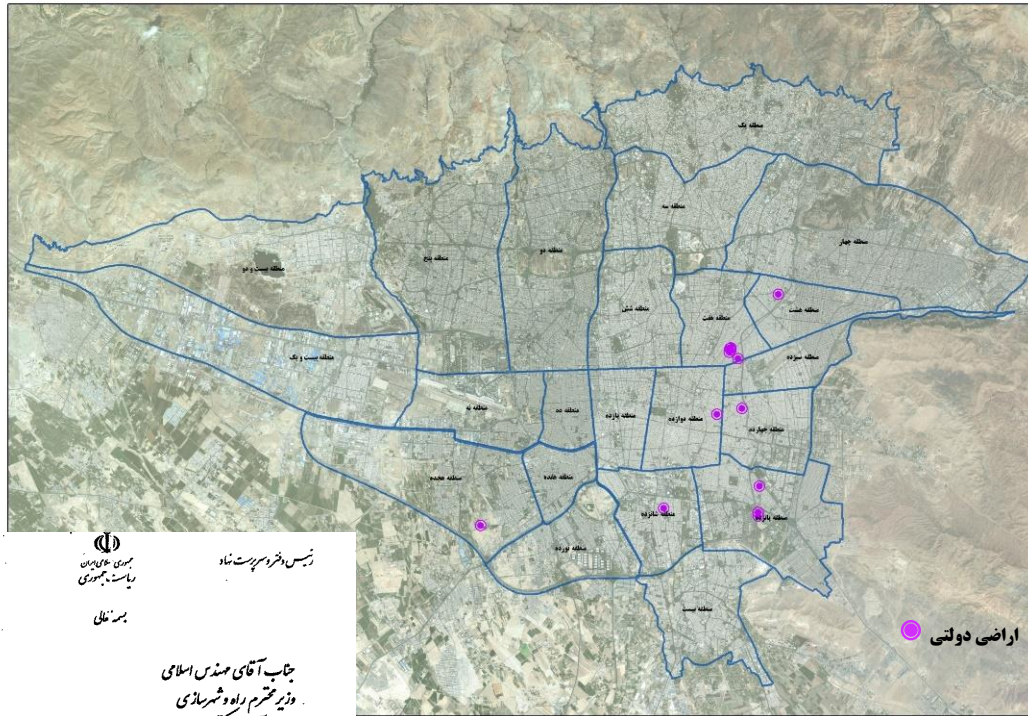 منطقه یک
منطقه سه
منطقه چهار
منطقه دو
منطقه پنج
منطقه بیست و دو
منطقه هشت
منطقه شش
منطقه هفت
منطقه سیزده
منطقه بیست و یک
منطقه نه
منطقه ده
منطقه یازده
منطقه دوازده
منطقه چهارده
منطقه هجده
منطقه هفده
منطقه شانزده
منطقه پانزده
منطقه نوزده
منطقه بیست
اراضی دولتی
جمهوری اسلامی ایران
ریاست جمهوری
رئیس دفتر و سرپرست نهاد
بسمه تعالی
جناب آقای مهندس اسلامی
وزیر محترم راه و شهرسازی